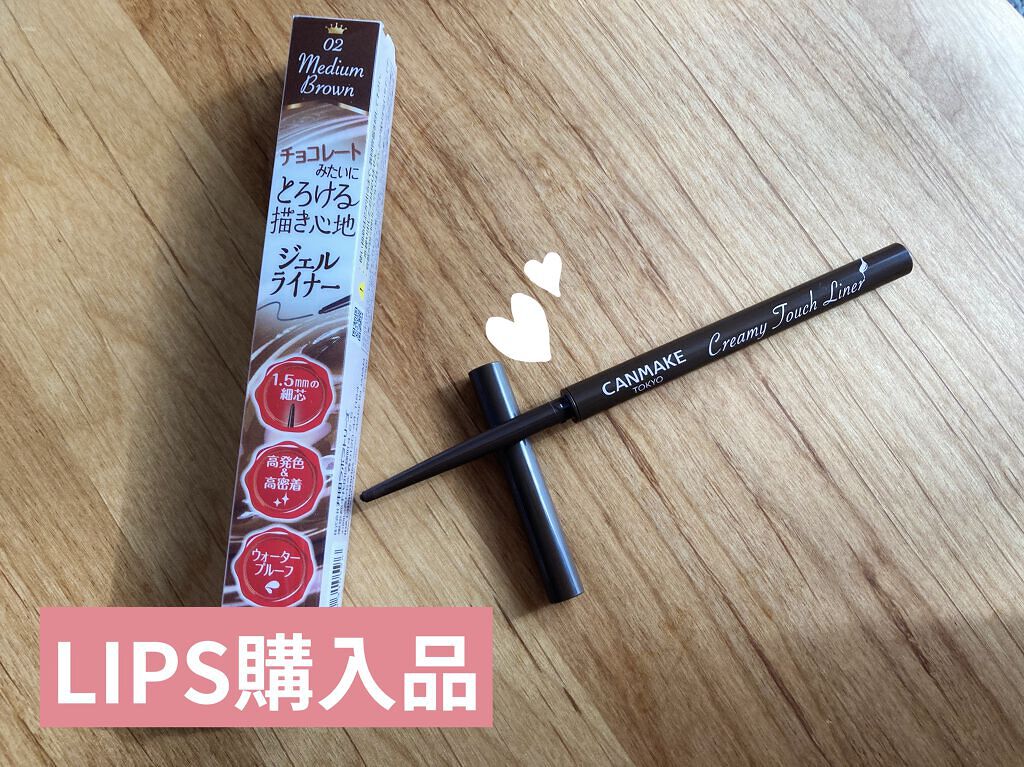 02
Medium
Brown
チョコレート
みたいに
とろける
描き心地
ジェル
ライナー
1.5mmの
細芯
高発色
&
高密着
ウォーター
プルーフ
CANMAKE
TOKYO
Creamy Touch Liner
LIPS購入品